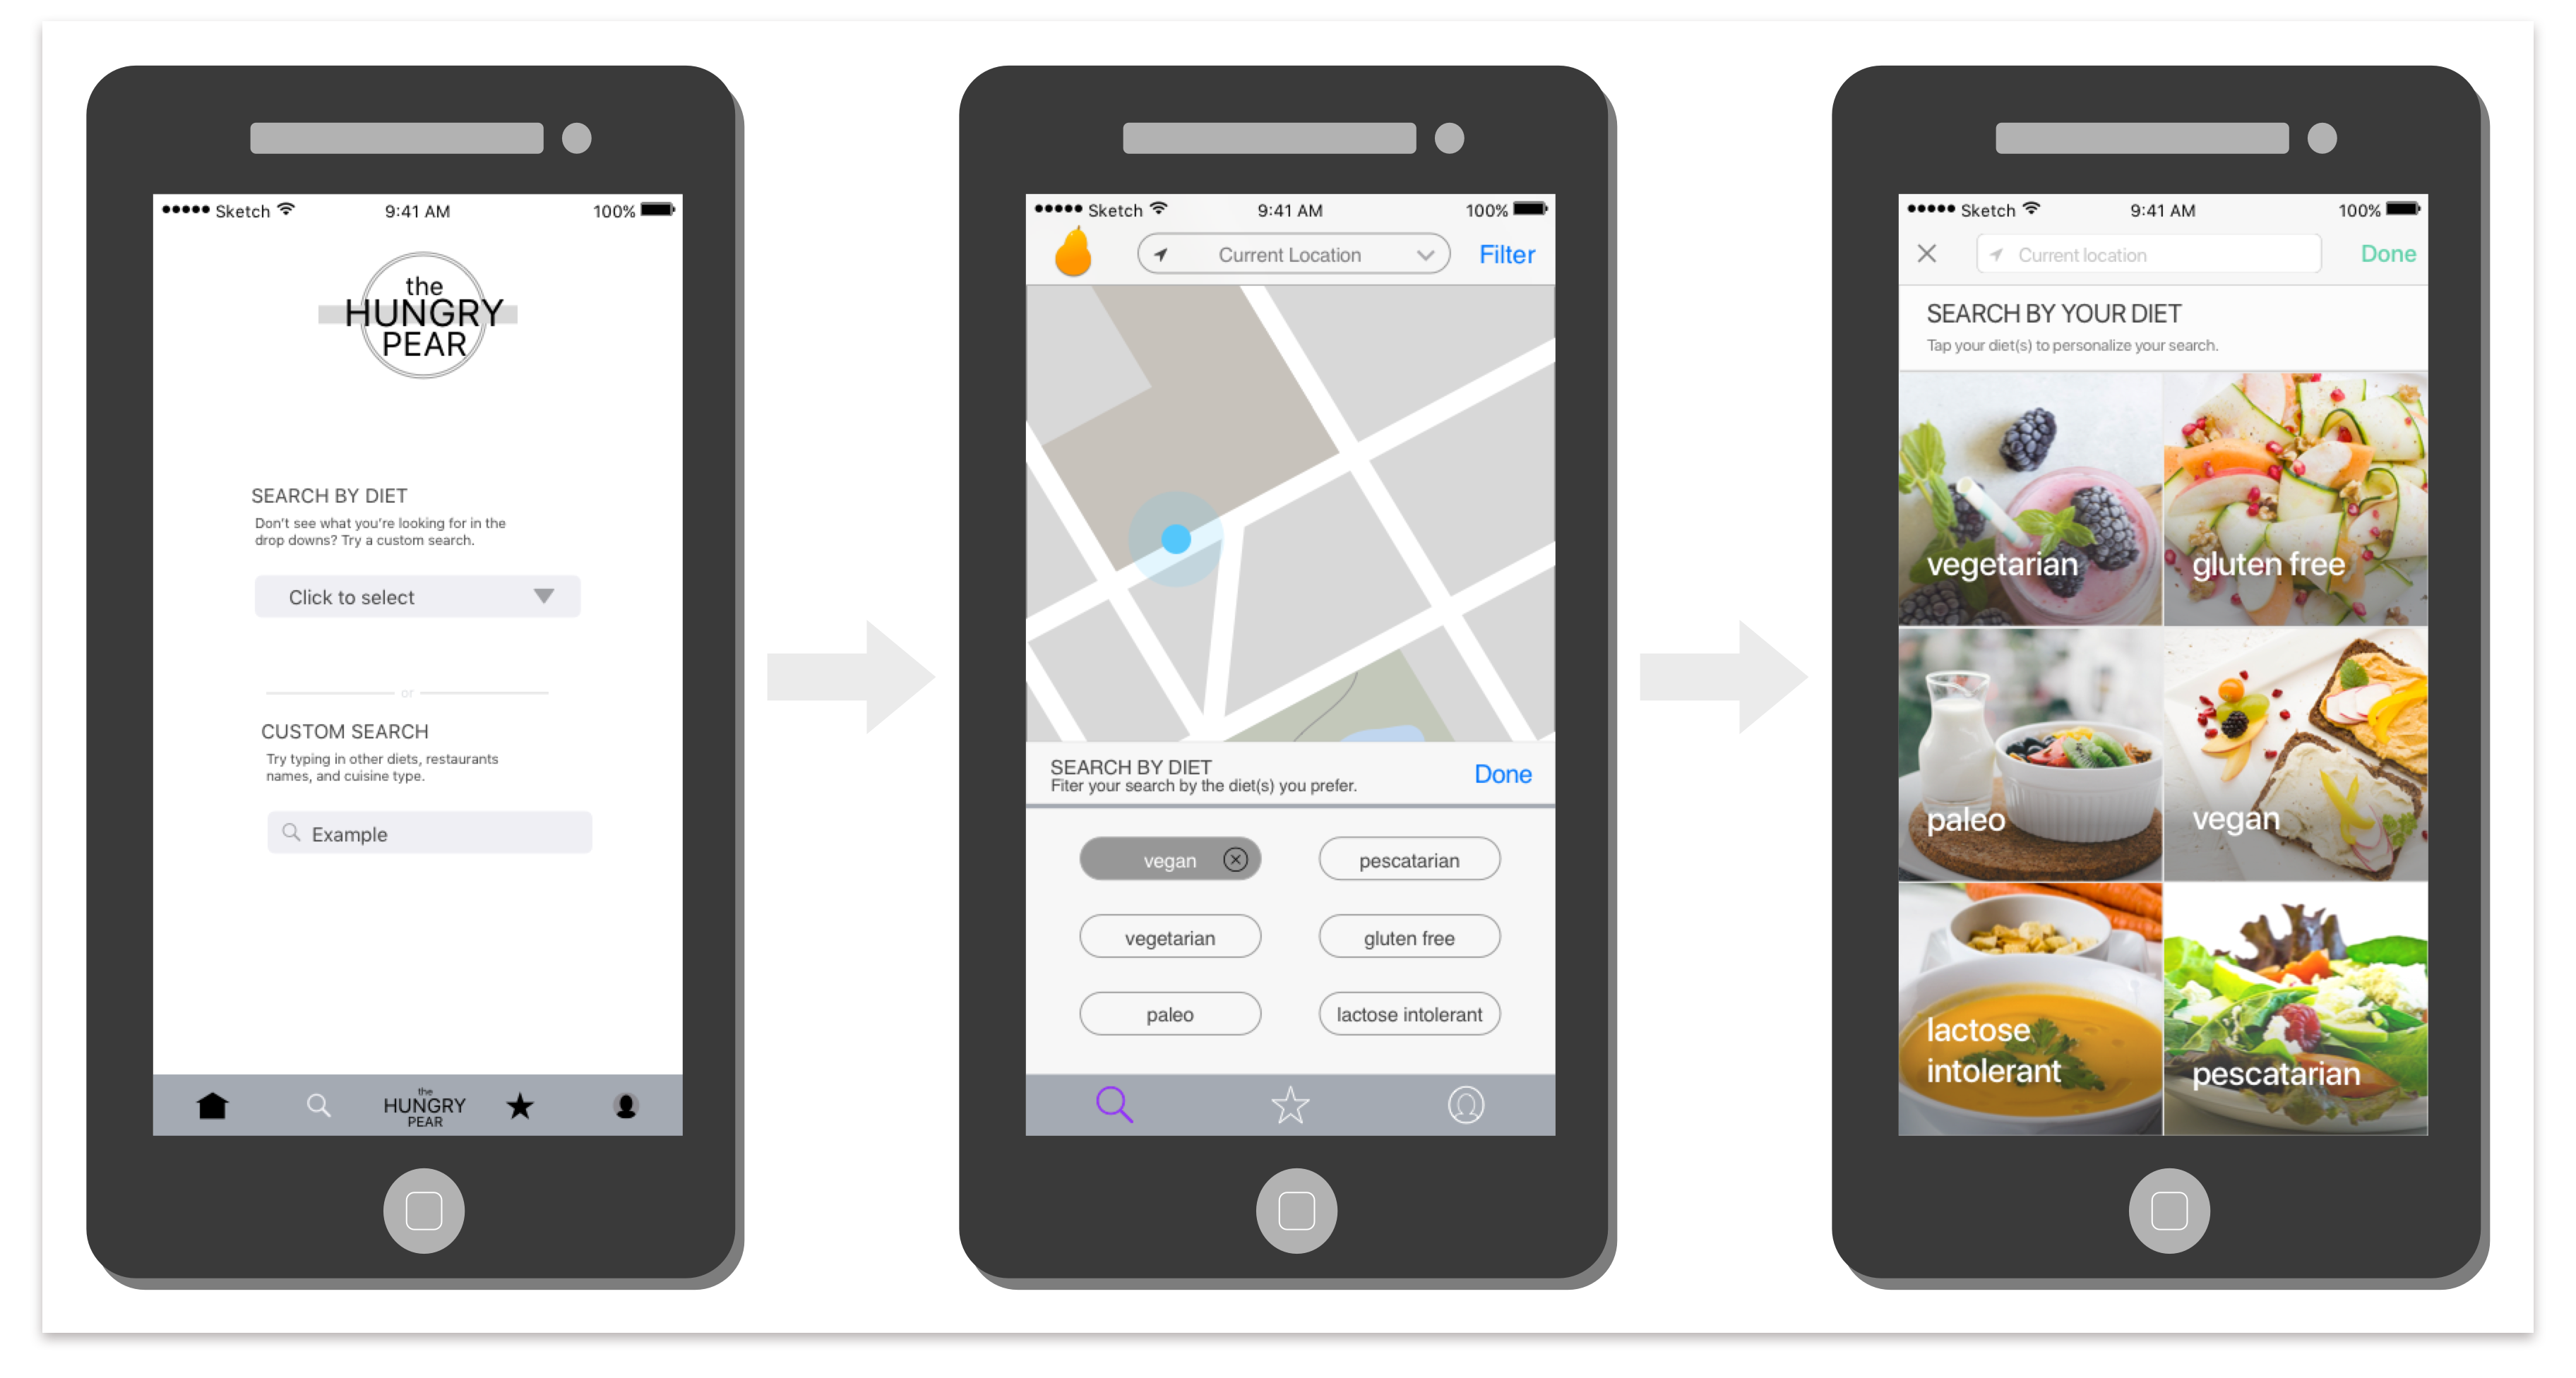 Sketch 9:41 AM 100%
the
HUNGRY
PEAR
SEARCH BY DIET
Don't see what you're looking for in the
drop downs? Try a custom search.
Click to select
or
CUSTOM SEARCH
Try typing in other diets, restaurants
names, and cuisine type.
Example
the
HUNGRY
PEAR
Sketch 9:41 AM 100%
Current Location Filter
SEARCH BY DIET
Fiter your search by the diet(s) you prefer.
Done
vegan pescatarian
vegetarian gluten free
paleo lactose intolerant
Sketch 9:41 AM 100%
Current location Done
SEARCH BY YOUR DIET
Tap your diet(s) to personalize your search.
vegetarian gluten free
paleo vegan
lactose
intolerant
pescatarian